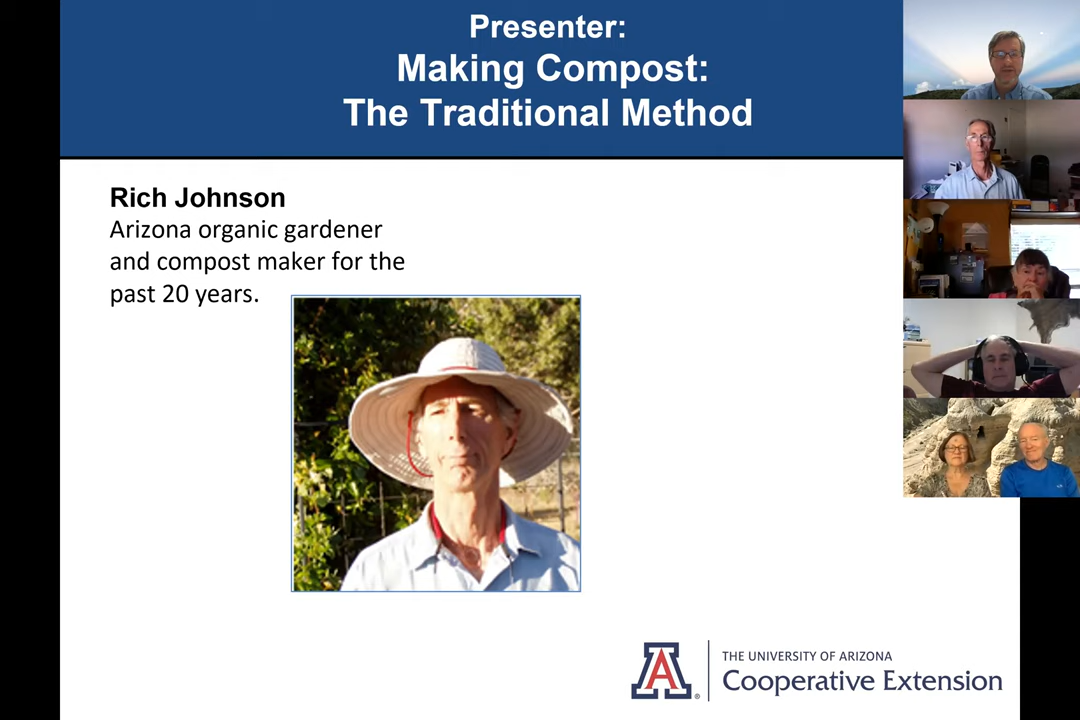 Presenter:
Making Compost:
The Traditional Method
Rich Johnson
Arizona organic gardener
and compost maker for the
past 20 years.
A
THE UNIVERSITY OF ARIZONA
Cooperative Extension